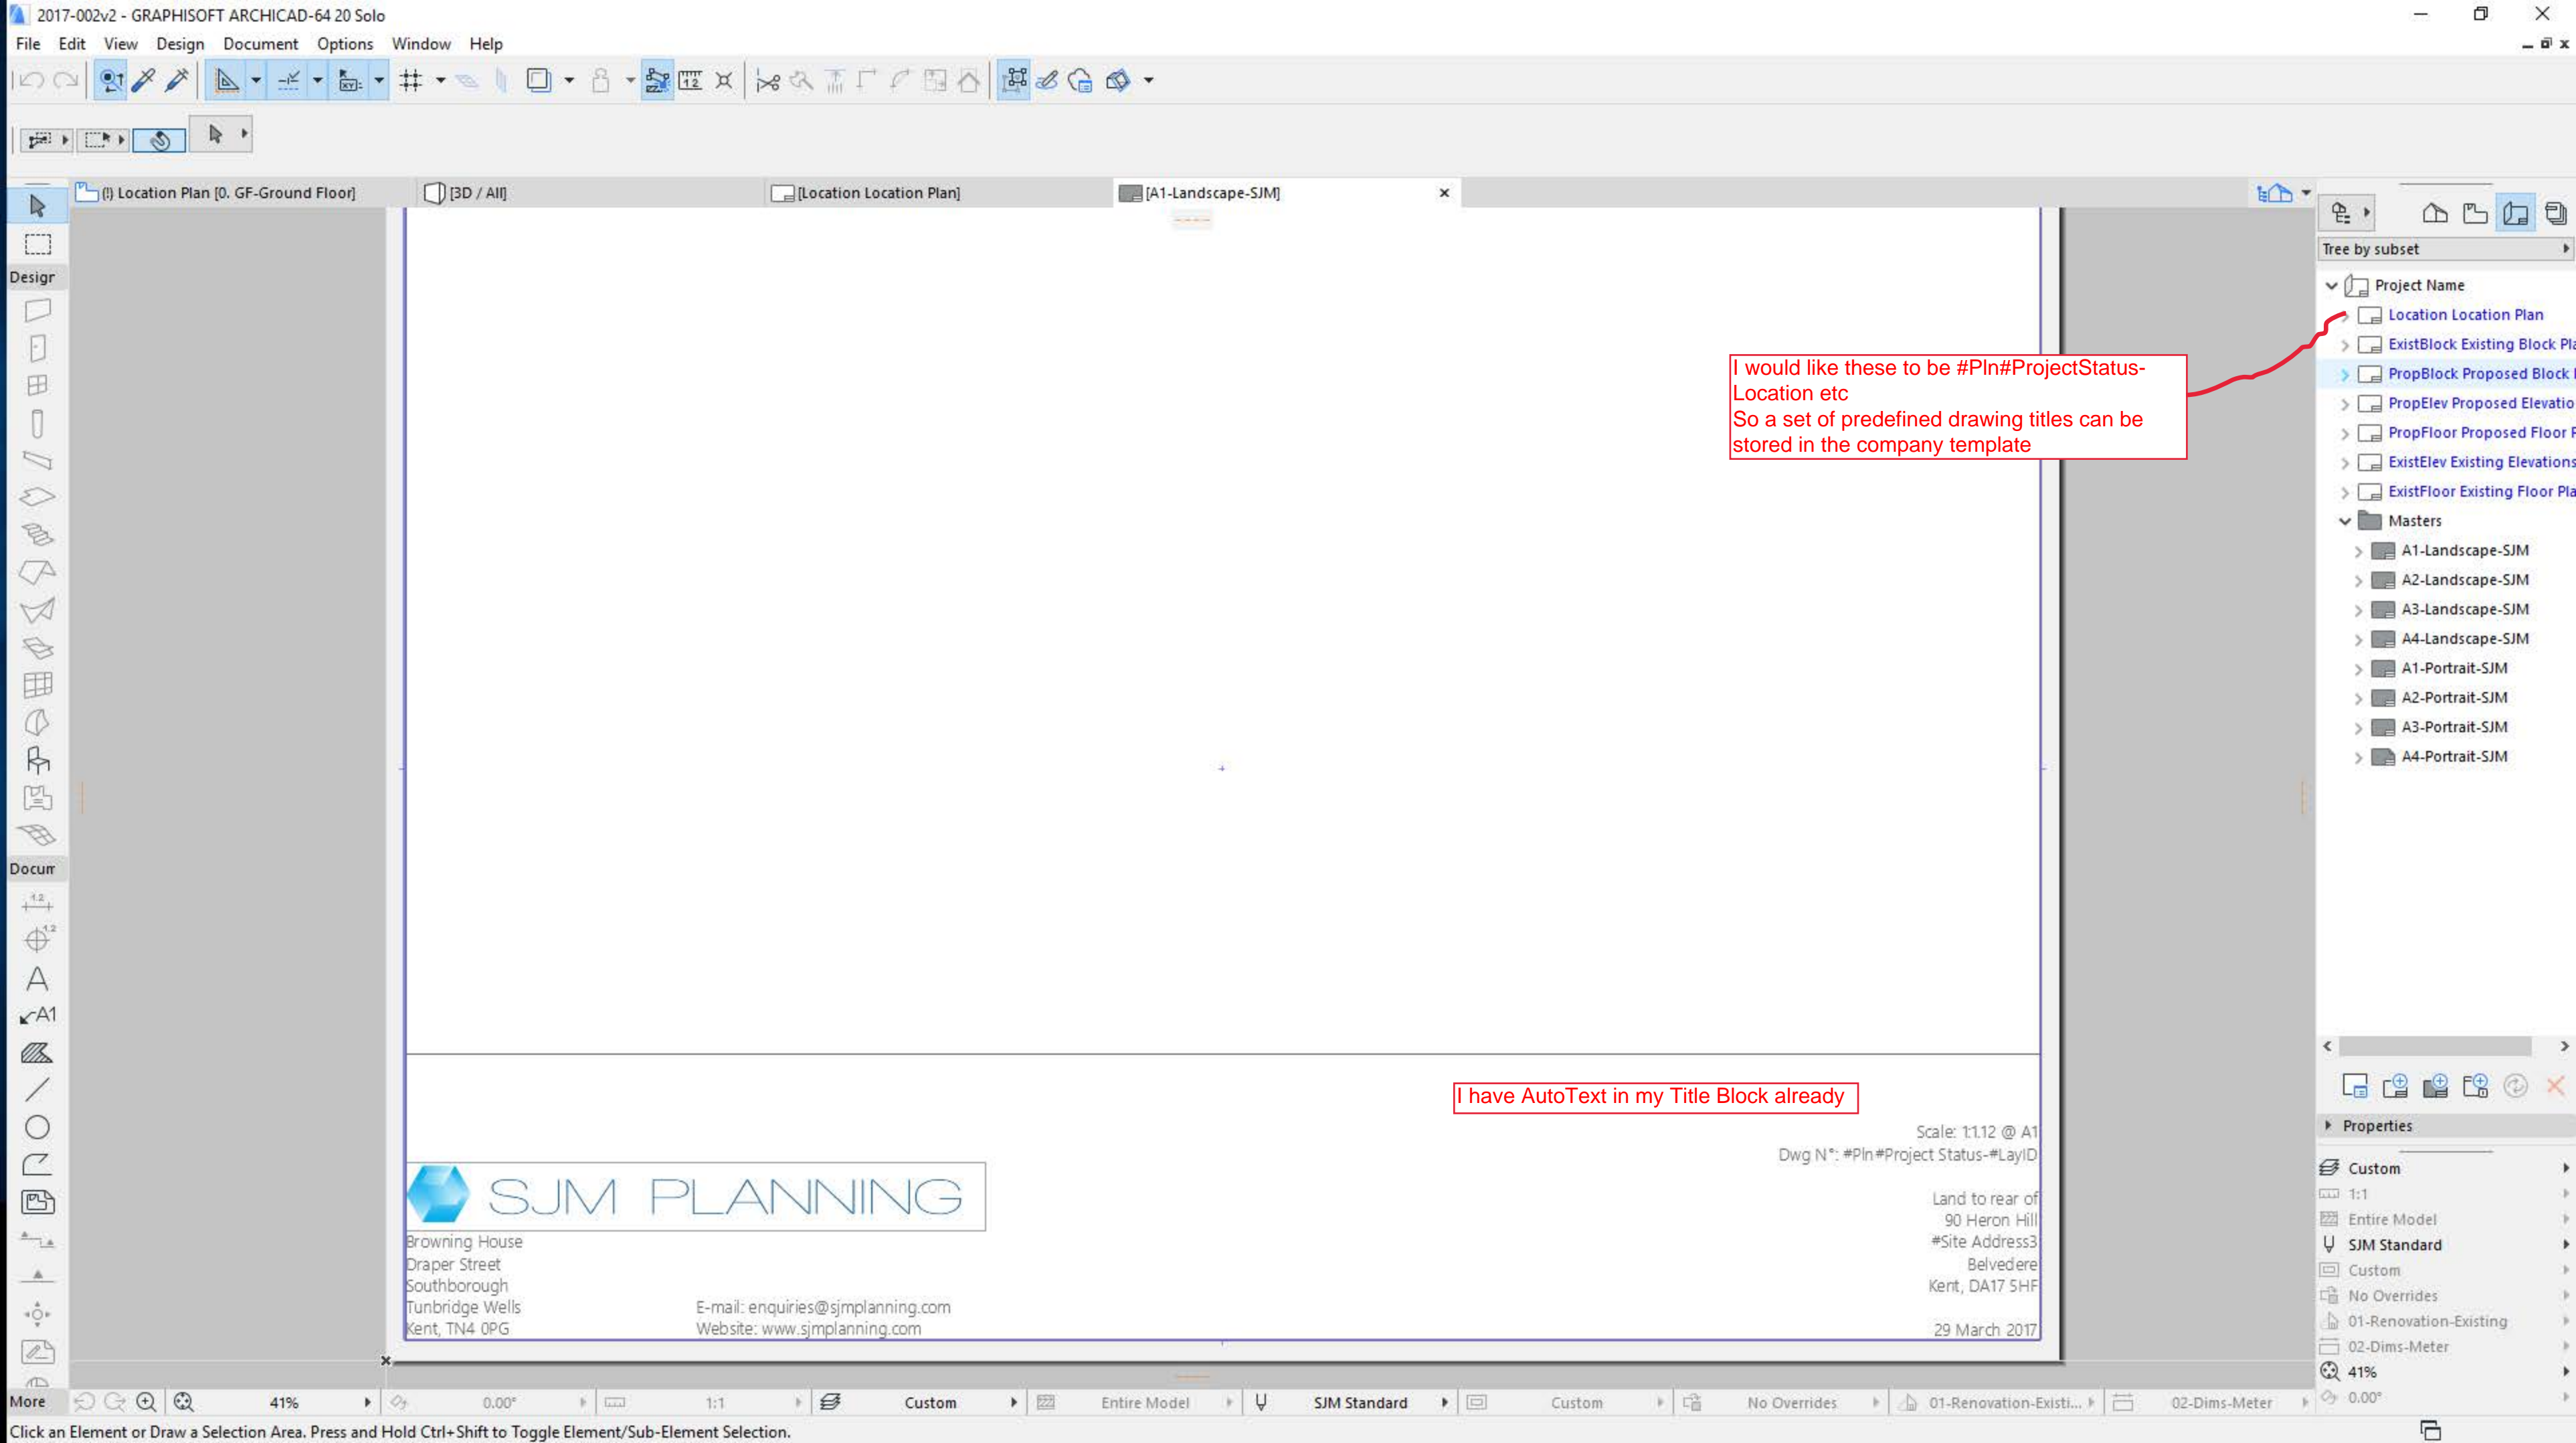 2017-002v2 - GRAPHISOFT ARCHICAD-64 20 Solo
File Edit View Design Document Options Window Help
(!) Location Plan [0. GF-Ground Floor] [3D / All] [Location Location Plan] [A1-Landscape-SJM]
Tree by subset
Desigr
Project Name
Location Location Plan
ExistBlock Existing Block Pla
PropBlock Proposed Block
PropElev Proposed Elevatio
PropFloor Proposed Floor
ExistElev Existing Elevations
ExistFloor Existing Floor Pla
Masters
A1-Landscape-SJM
A2-Landscape-SJM
A3-Landscape-SJM
A4-Landscape-SJM
A1-Portrait-SJM
A2-Portrait-SJM
A3-Portrait-SJM
A4-Portrait-SJM
I would like these to be #Pln#ProjectStatus-
Location etc
So a set of predefined drawing titles can be
stored in the company template
Docum
I have AutoText in my Title Block already
Scale: 1:1.12 @ A1
Dwg N°: #Pln#Project Status-#LayID
Land to rear of
90 Heron Hill
#Site Address3
Belvedere
Kent, DA17 5HF
29 March 2017
SJM PLANNING
Browning House
Draper Street
Southborough
Tunbridge Wells
Kent, TN4 0PG
E-mail: enquiries@sjmplanning.com
Website: www.sjmplanning.com
Properties
Custom
1:1
Entire Model
SJM Standard
Custom
No Overrides
01-Renovation-Existing
02-Dims-Meter
41%
0.00°
More 41% 0.00° 1:1 Custom Entire Model SJM Standard Custom No Overrides 01-Renovation-Existi... 02-Dims-Meter
Click an Element or Draw a Selection Area. Press and Hold Ctrl+Shift to Toggle Element/Sub-Element Selection.